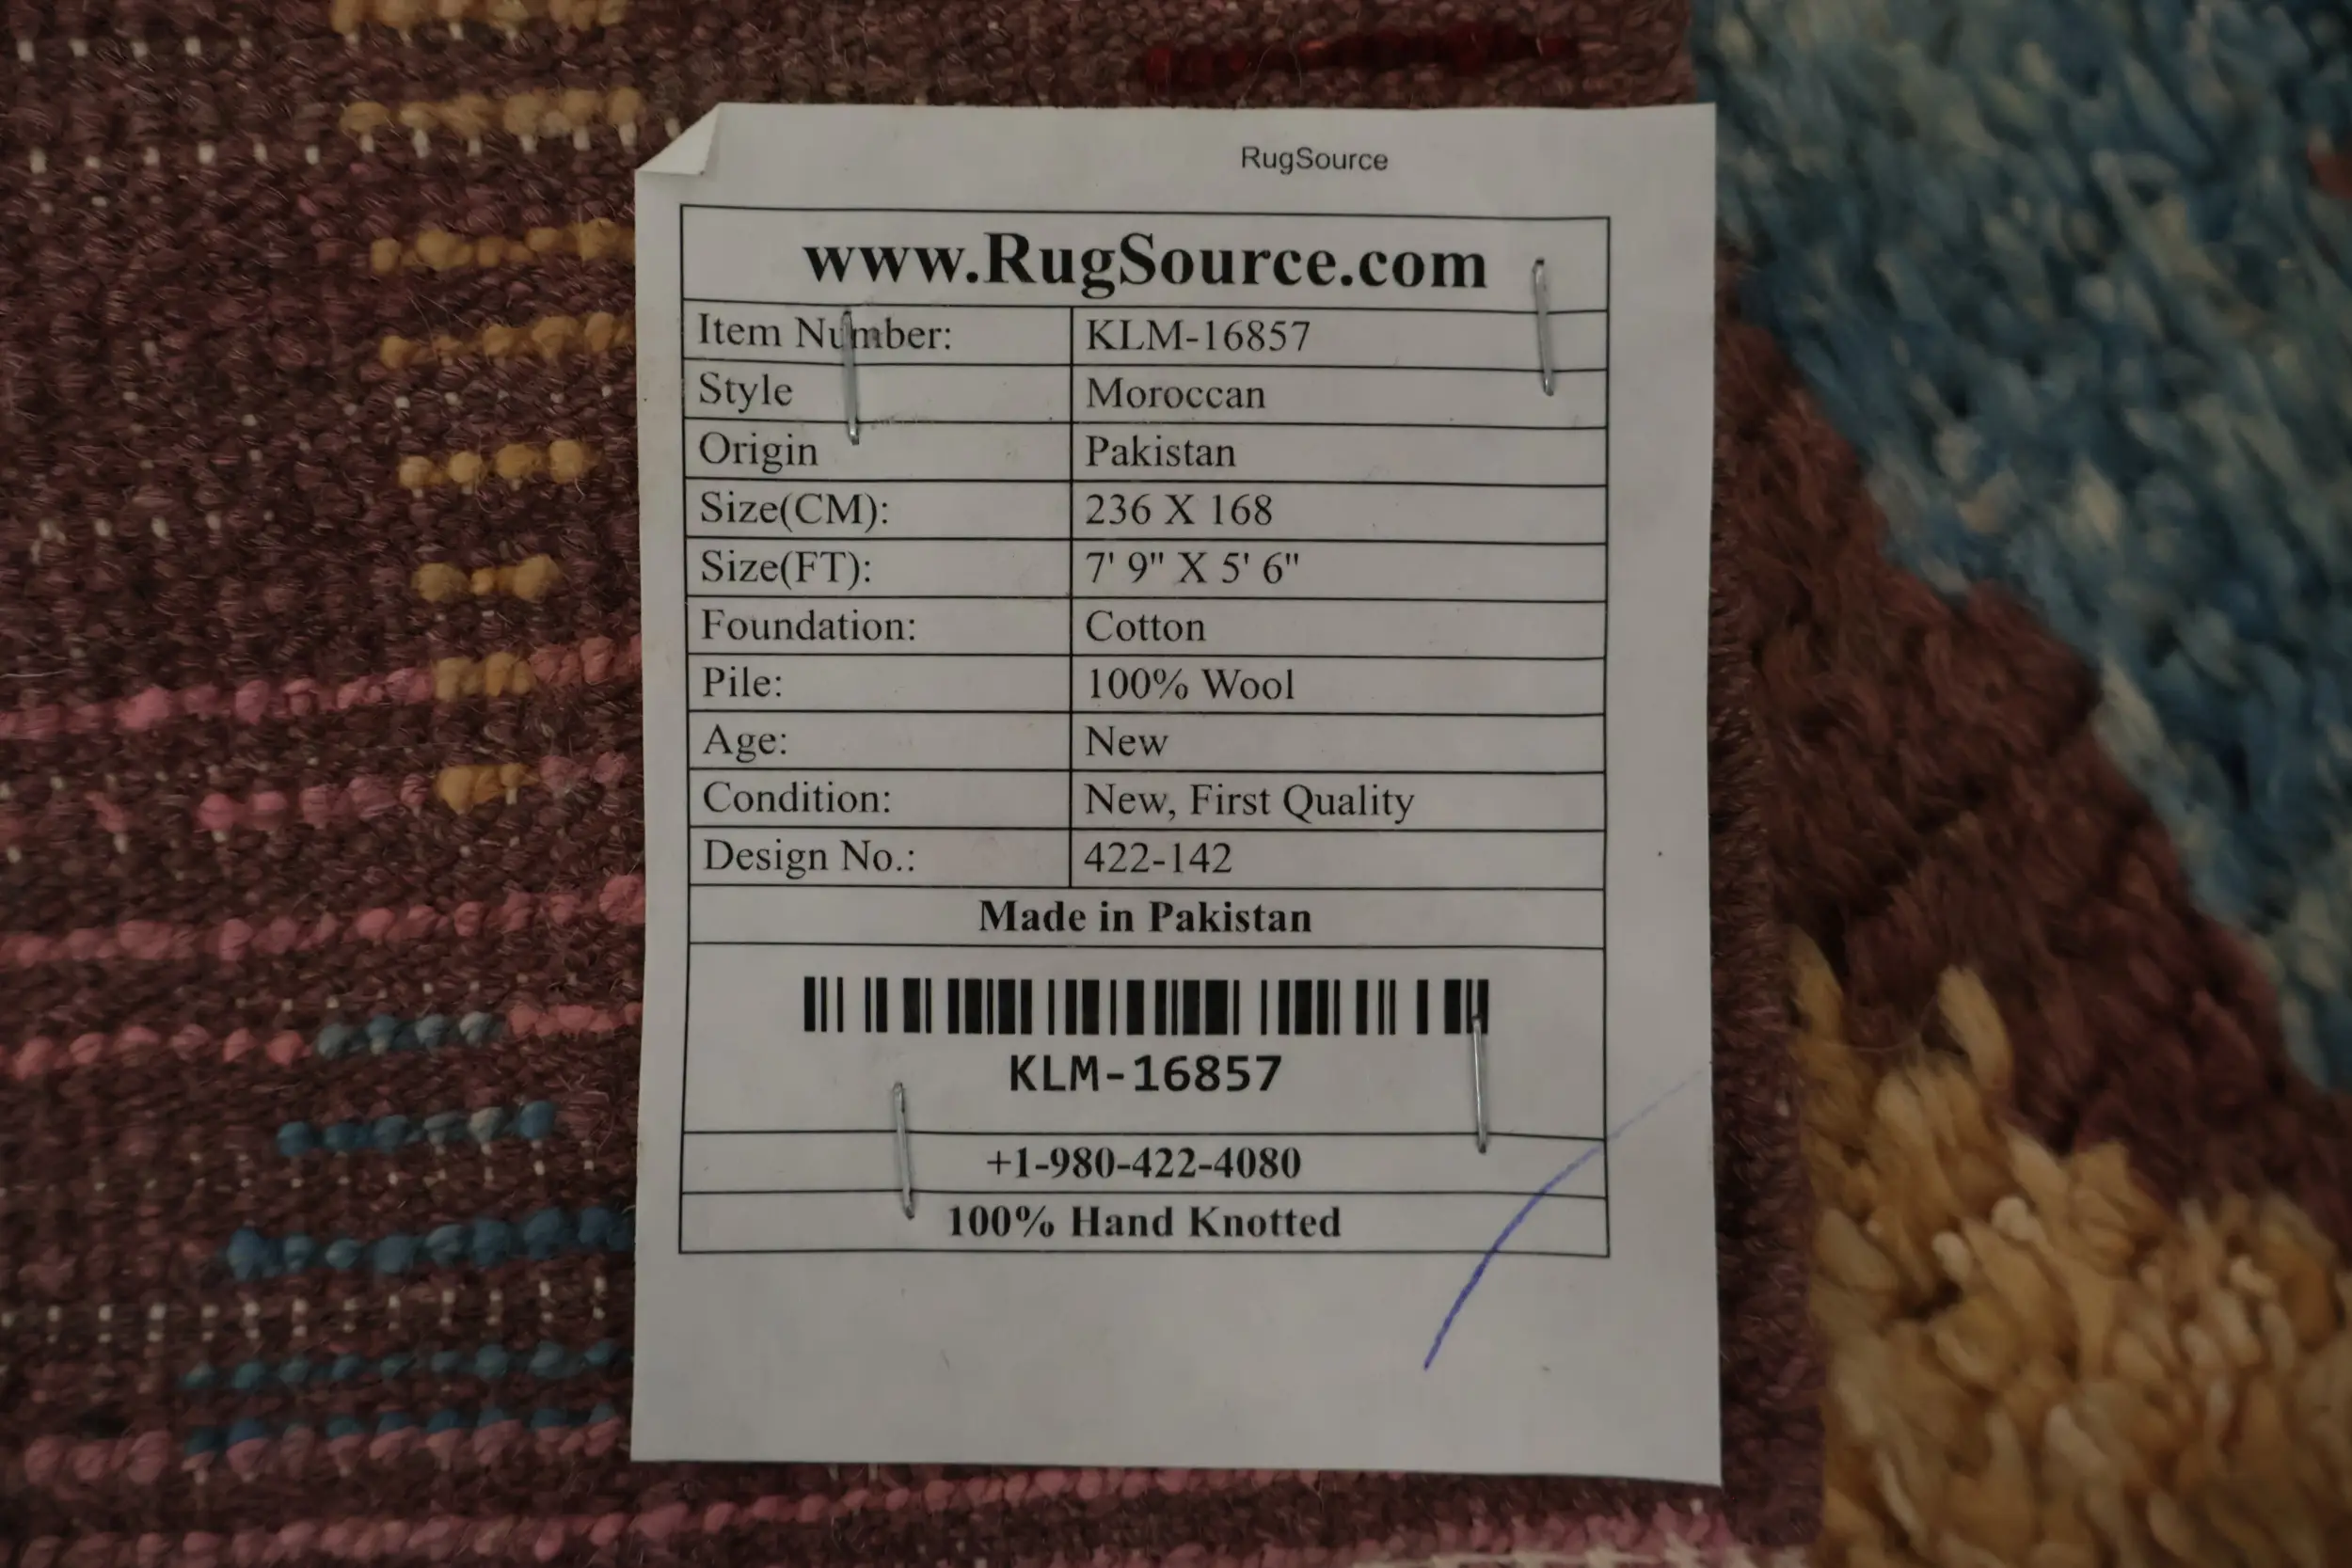 RugSource
www.RugSource.com
Item Number: KLM-16857
Style Moroccan
Origin Pakistan
Size(CM): 236 X 168
Size(FT): 7' 9" X 5' 6"
Foundation: Cotton
Pile: 100% Wool
Age: New
Condition: New, First Quality
Design No.: 422-142
Made in Pakistan
KLM-16857
+1-980-422-4080
100% Hand Knotted